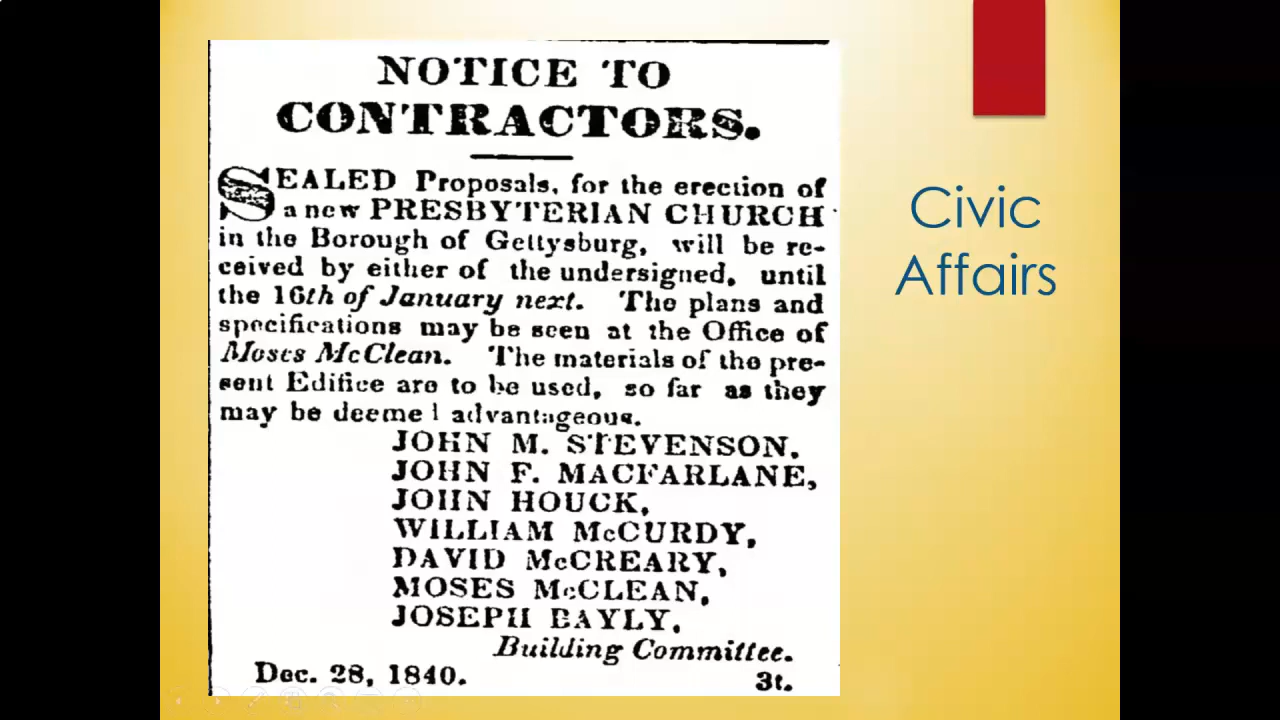 NOTICE TO
CONTRACTORS.
SEALED Proposals, for the erection of
a new PRESBYTERIAN CHURCH
in the Borough of Gettysburg, will be re-
ceived by either of the undersigned, until
the 16th of January next. The plans and
specifications may be seen at the Office of
Moses McClean. The materials of the pre-
sent Edifice are to be used, so far as they
may be deemed advantageous.
JOHN M. STEVENSON.
JOHN F. MACFARLANE,
JOHN HOUCK,
WILLIAM McCURDY,
DAVID McCREARY,
MOSES McCLEAN,
JOSEPH BAYLY.
Building Committee.
Dec. 28, 1840. 3t.
Civic
Affairs